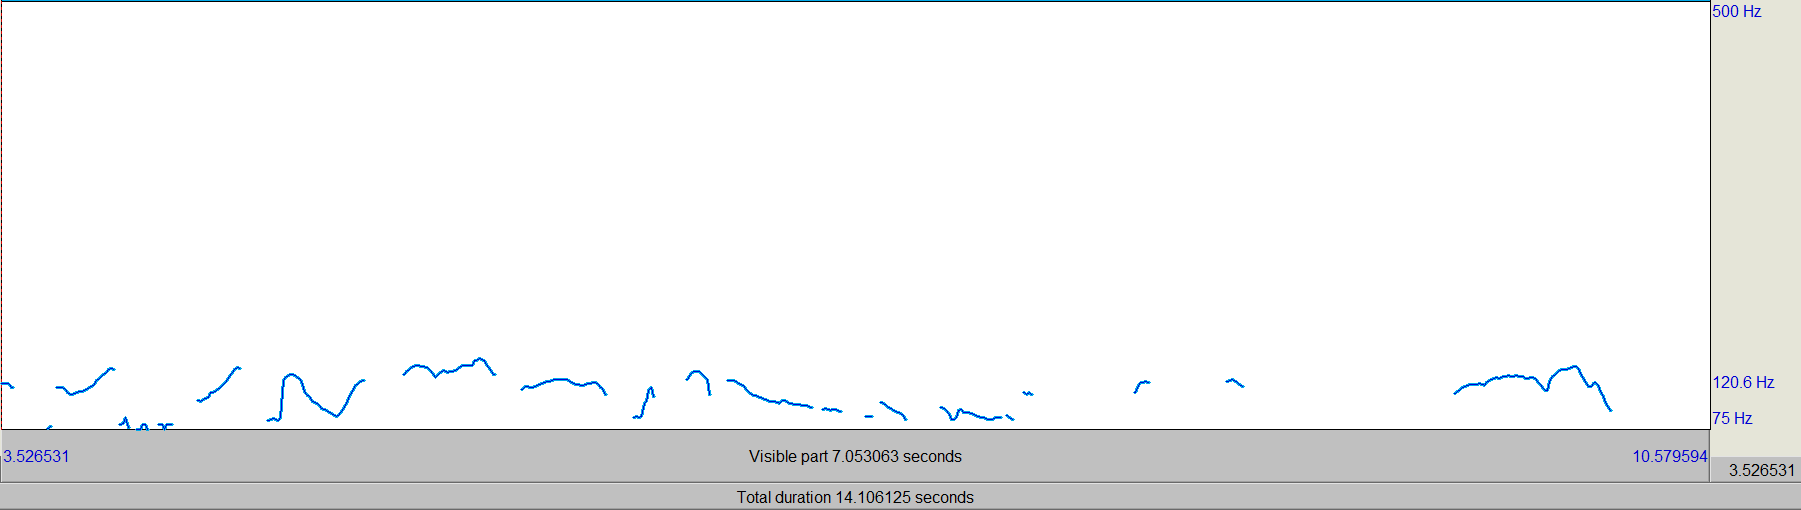 500 Hz
120.6 Hz
75 Hz
3.526531 Visible part 7.053063 seconds 10.579594
3.526531
Total duration 14.106125 seconds